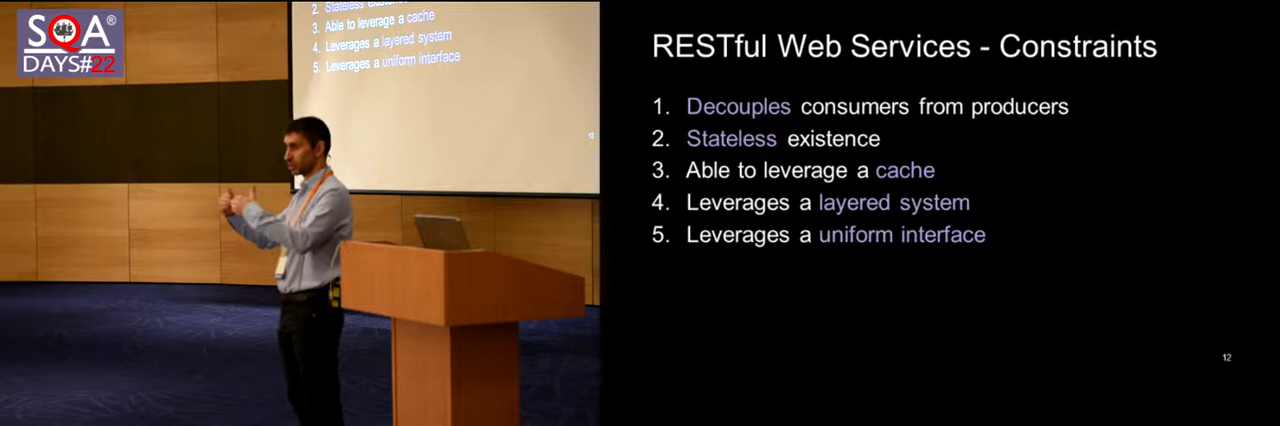 SQA®
DAYS#22
2. Stateless existence
3. Able to leverage a cache
4. Leverages a layered system
5. Leverages a uniform interface
RESTful Web Services - Constraints
1. Decouples consumers from producers
2. Stateless existence
3. Able to leverage a cache
4. Leverages a layered system
5. Leverages a uniform interface
12